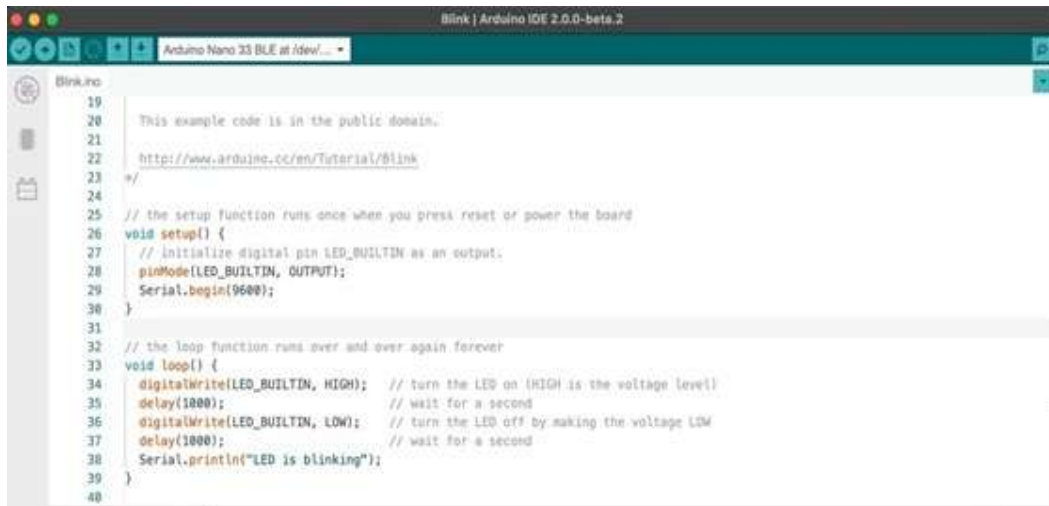 Blink | Arduino IDE 2.0.0-beta.2
Arduino Nano 33 BLE at /dev/... 
Blink.ino
19
20 This example code is in the public domain.
21
22 http://www.arduino.cc/en/Tutorial/Blink
23 */
24
25 // the setup function runs once when you press reset or power the board
26 void setup() {
27 // initialize digital pin LED_BUILTIN as an output.
28 pinMode(LED_BUILTIN, OUTPUT);
29 Serial.begin(9600);
30 }
31
32 // the loop function runs over and over again forever
33 void loop() {
34 digitalWrite(LED_BUILTIN, HIGH); // turn the LED on (HIGH is the voltage level)
35 delay(1000); // wait for a second
36 digitalWrite(LED_BUILTIN, LOW); // turn the LED off by making the voltage LOW
37 delay(1000); // wait for a second
38 Serial.println("LED is blinking");
39 }
40